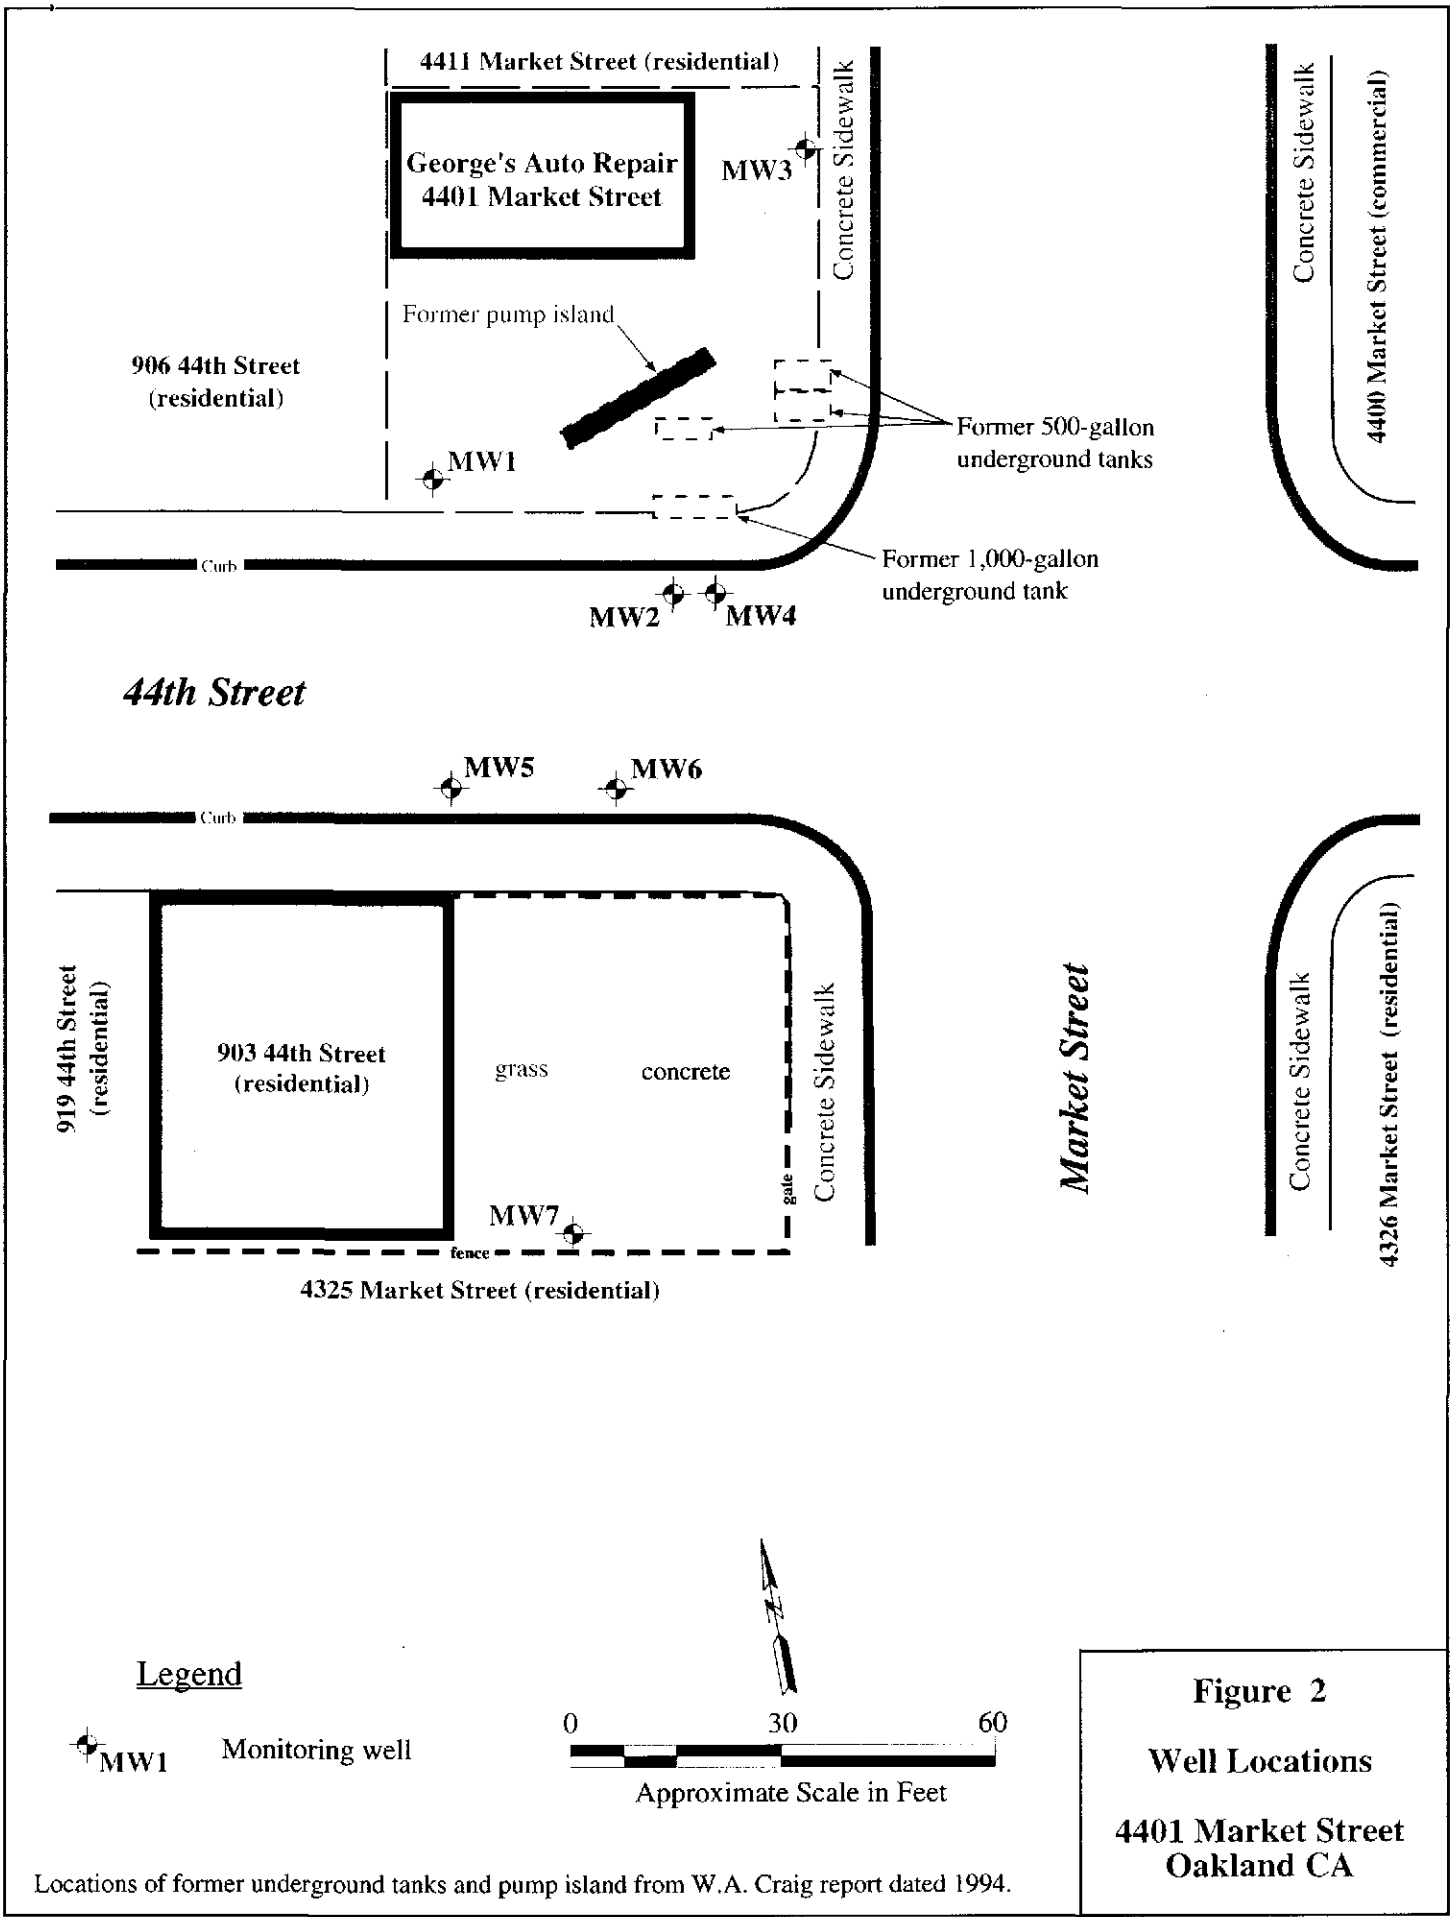 4411 Market Street (residential)
George's Auto Repair
4401 Market Street
MW3
Concrete Sidewalk
Concrete Sidewalk
4400 Market Street (commercial)
Former pump island
906 44th Street
(residential)
Former 500-gallon
underground tanks
MW1
Former 1,000-gallon
underground tank
Curb
MW2
MW4
44th Street
MW5
MW6
Curb
919 44th Street
(residential)
903 44th Street
(residential)
grass
concrete
gate
Concrete Sidewalk
Market Street
Concrete Sidewalk
4326 Market Street (residential)
MW7
fence
4325 Market Street (residential)
N
Legend
MW1
Monitoring well
0 30 60
Approximate Scale in Feet
Figure 2
Well Locations
4401 Market Street
Oakland CA
Locations of former underground tanks and pump island from W.A. Craig report dated 1994.